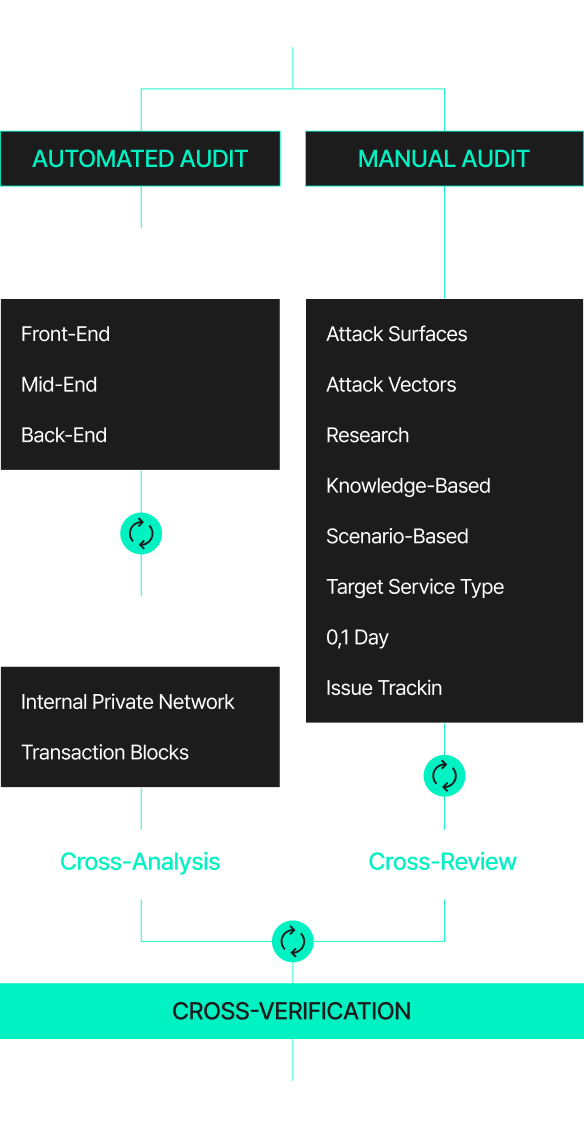 AUTOMATED AUDIT
MANUAL AUDIT
Front-End
Mid-End
Back-End
Attack Surfaces
Attack Vectors
Research
Knowledge-Based
Scenario-Based
Target Service Type
0,1 Day
Issue Trackin
Internal Private Network
Transaction Blocks
Cross-Analysis
Cross-Review
CROSS-VERIFICATION